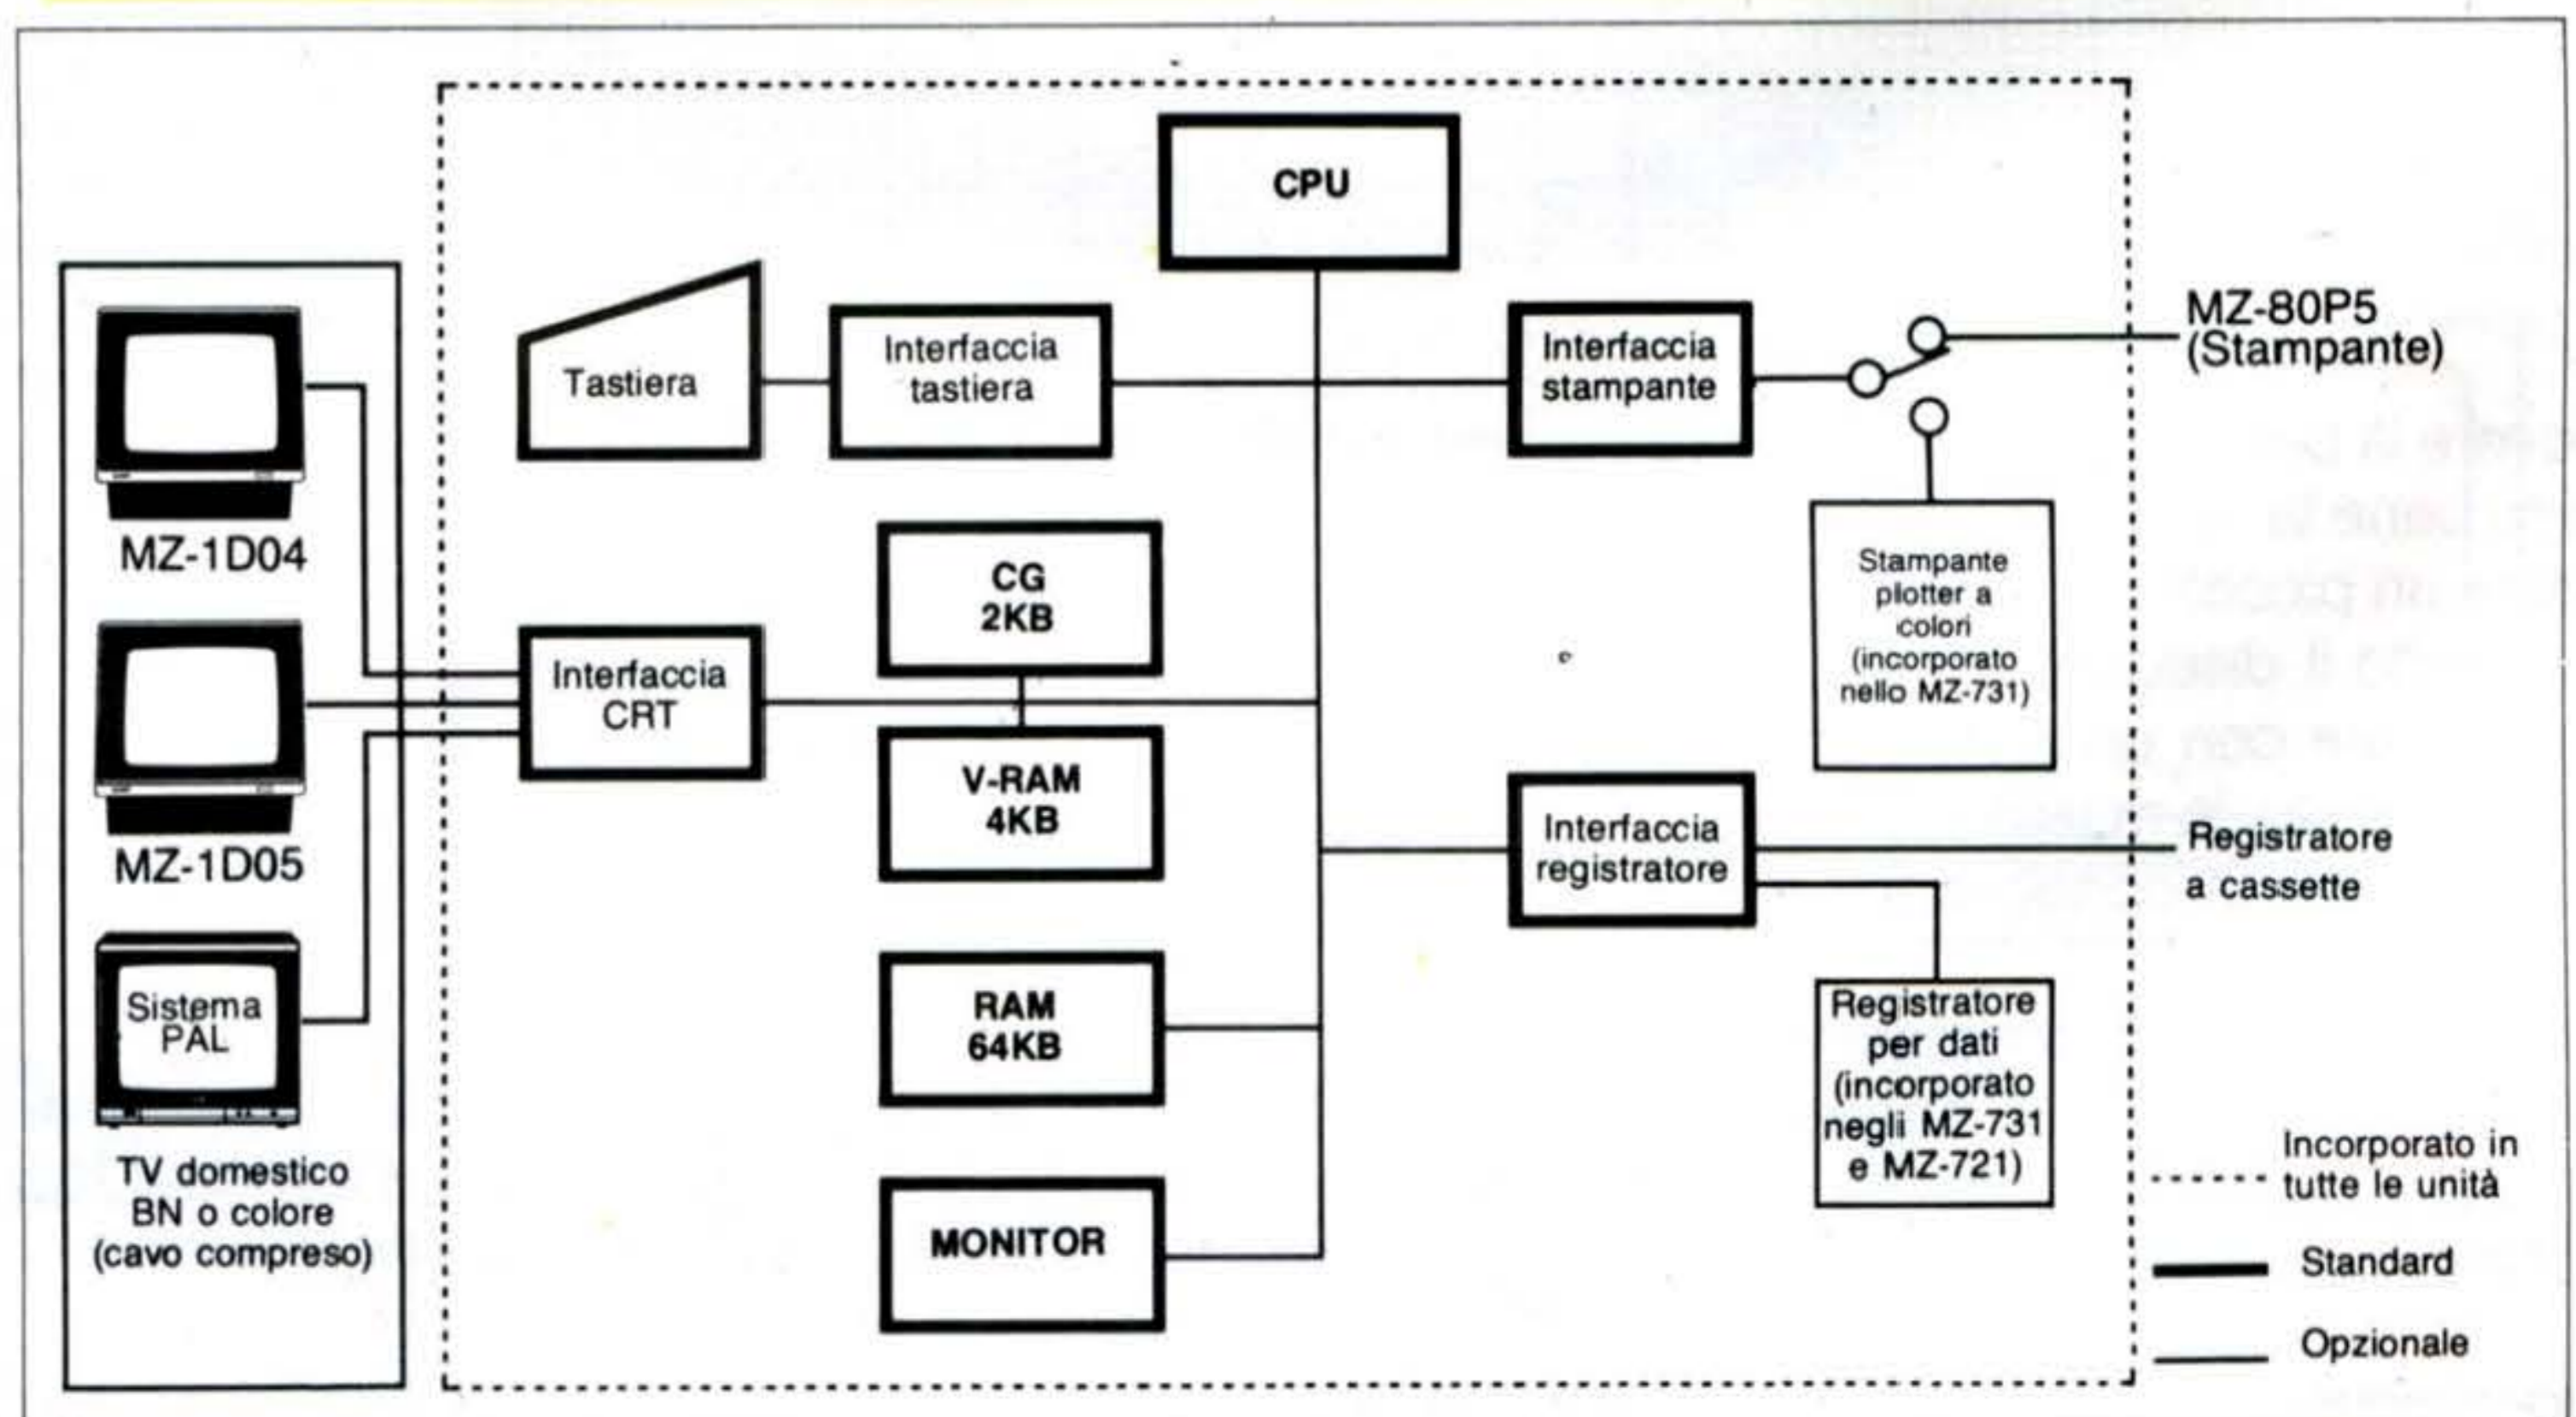 CPU
MZ-1D04
MZ-1D05
Sistema
PAL
TV domestico
BN o colore
(cavo compreso)
Tastiera
Interfaccia
tastiera
Interfaccia
CRT
CG
2KB
V-RAM
4KB
RAM
64KB
MONITOR
Interfaccia
stampante
MZ-80P5
(Stampante)
Stampante
plotter a
colori
(incorporato
nello MZ-731)
Interfaccia
registratore
Registratore
a cassette
Registratore
per dati
(incorporato
negli MZ-731
e MZ-721)
Incorporato in
tutte le unità
Standard
Opzionale